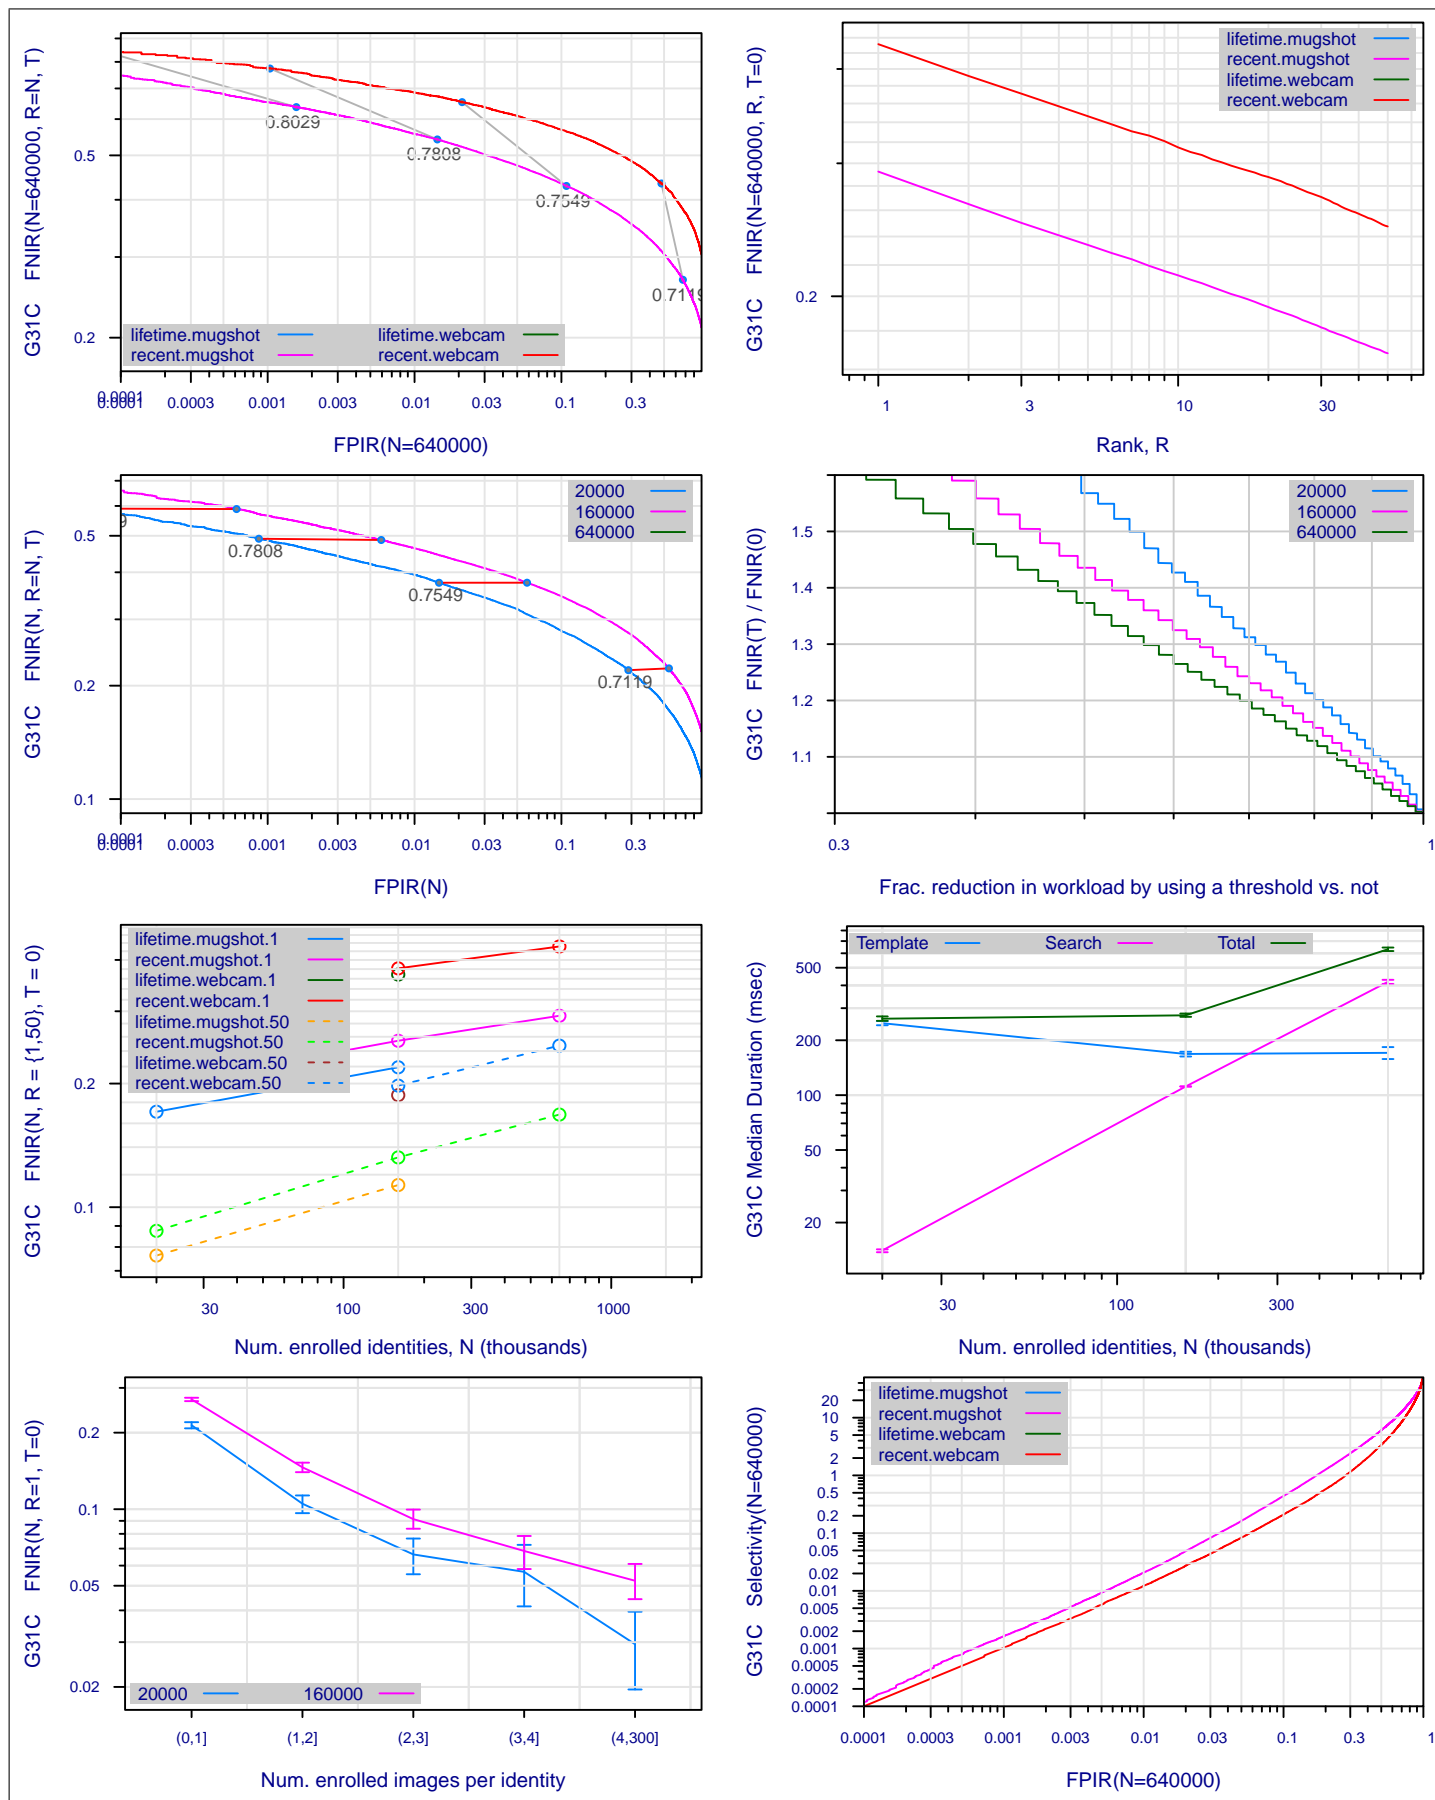 G31C FNIR(N=640000, R=N, T)
0.5
0.2
0.8029
0.7808
0.7549
0.7119
lifetime.mugshot
recent.mugshot
lifetime.webcam
recent.webcam
0.0001
0.0001 0.0003 0.001 0.003 0.01 0.03 0.1 0.3
FPIR(N=640000)
G31C FNIR(N=640000, R, T=0)
0.2
lifetime.mugshot
recent.mugshot
lifetime.webcam
recent.webcam
1 3 10 30
Rank, R
G31C FNIR(N, R=N, T)
0.5
0.2
0.1
9
0.7808
0.7549
0.7119
20000
160000
640000
0.0001
0.0001 0.0003 0.001 0.003 0.01 0.03 0.1 0.3
FPIR(N)
G31C FNIR(T) / FNIR(0)
1.5
1.4
1.3
1.2
1.1
20000
160000
640000
0.3 1
Frac. reduction in workload by using a threshold vs. not
G31C FNIR(N, R = {1,50}, T = 0)
0.2
0.1
lifetime.mugshot.1
recent.mugshot.1
lifetime.webcam.1
recent.webcam.1
lifetime.mugshot.50
recent.mugshot.50
lifetime.webcam.50
recent.webcam.50
30 100 300 1000
Num. enrolled identities, N (thousands)
G31C Median Duration (msec)
500
200
100
50
20
Template Search Total
30 100 300
Num. enrolled identities, N (thousands)
G31C FNIR(N, R=1, T=0)
0.2
0.1
0.05
0.02
20000 160000
(0,1] (1,2] (2,3] (3,4] (4,300]
Num. enrolled images per identity
G31C Selectivity(N=640000)
20
10
5
2
1
0.5
0.2
0.1
0.05
0.02
0.01
0.005
0.002
0.001
0.0005
0.0002
0.0001
lifetime.mugshot
recent.mugshot
lifetime.webcam
recent.webcam
0.0001 0.0003 0.001 0.003 0.01 0.03 0.1 0.3 1
FPIR(N=640000)